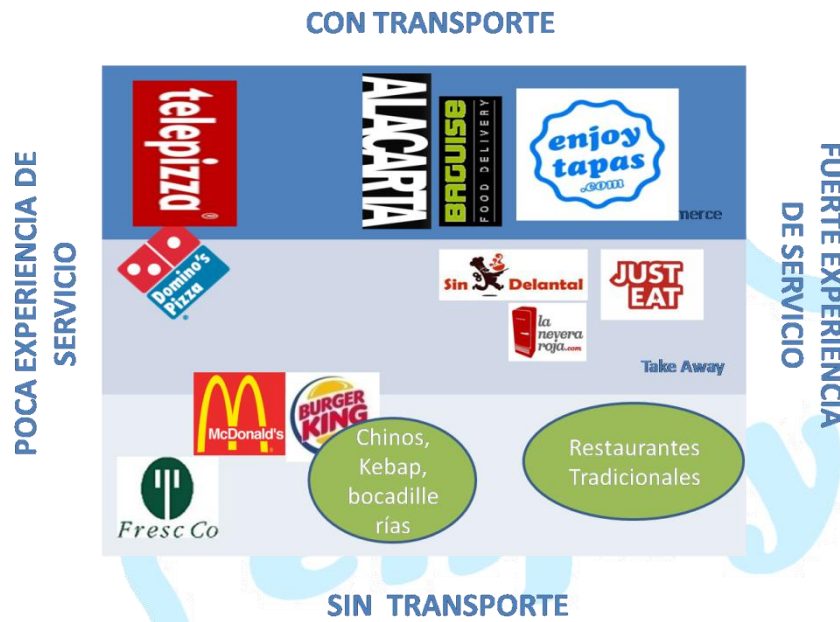 CON TRANSPORTE
POCA EXPERIENCIA DE
SERVICIO
telepizza
ALACARTA
BAGUISE
FOOD DELIVERY
enjoy
tapas
.com
merce
FUERTE EXPERIENCIA
DE SERVICIO
Domino's
Pizza
Sin Delantal
JUST
EAT
la
nevera
roja.com
Take Away
McDonald's
BURGER
KING
Chinos,
Kebap,
bocadille
rías
Restaurantes
Tradicionales
Fresc Co
SIN TRANSPORTE